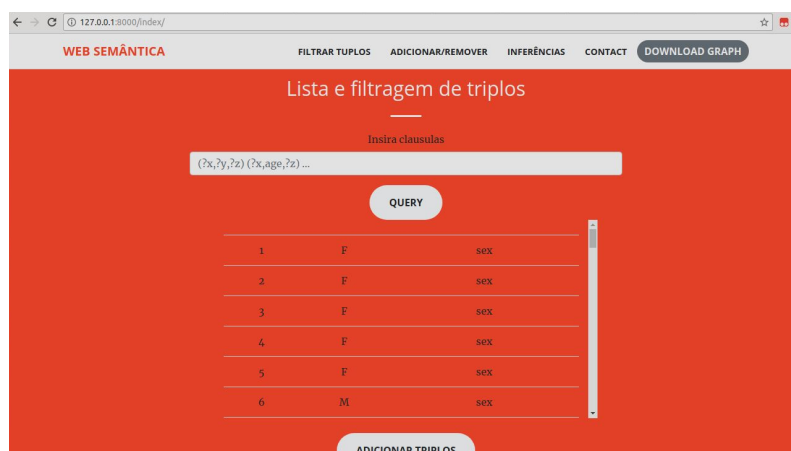 127.0.0.1:8000/index/
WEB SEMÂNTICA FILTRAR TUPLOS ADICIONAR/REMOVER INFERÊNCIAS CONTACT DOWNLOAD GRAPH
Lista e filtragem de triplos
Insira clausulas
(?x,?y,?z) (?x,age,?z) ...
QUERY
1 F sex
2 F sex
3 F sex
4 F sex
5 F sex
6 M sex
ADICIONAR TRIPLOS